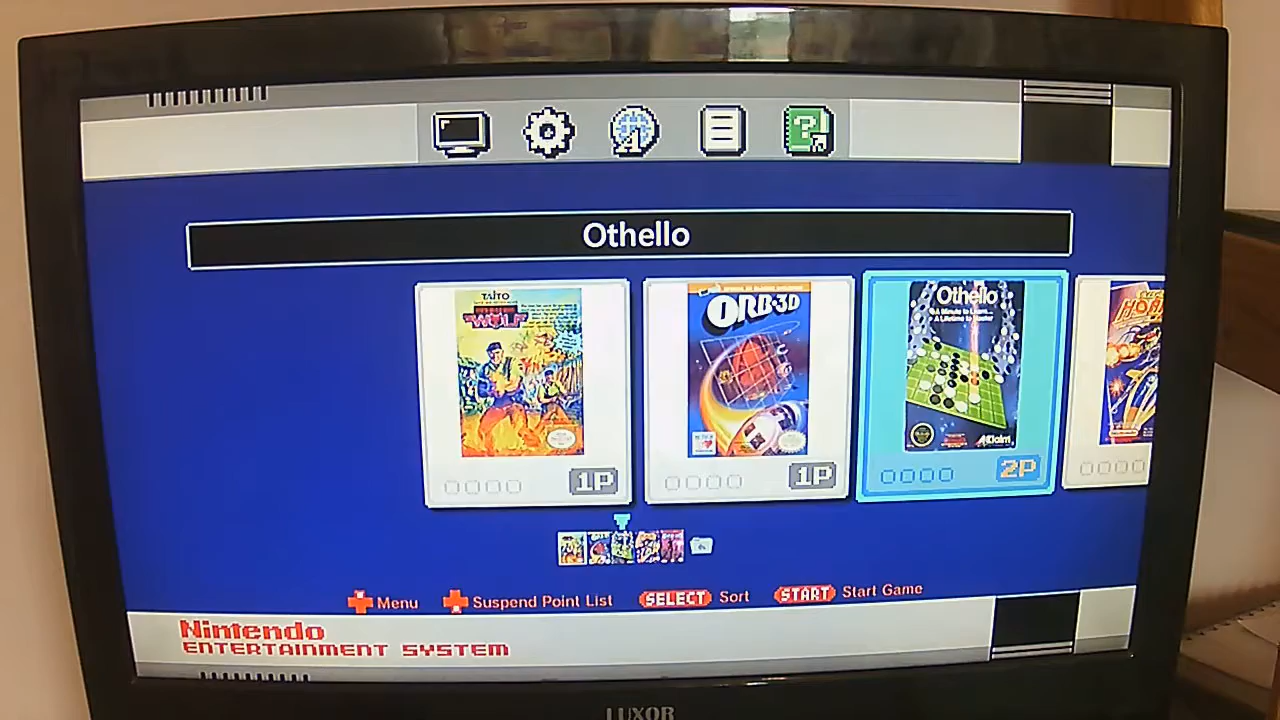 ?
Othello
TAITO
WOLF
1P
ORB-3D
1P
Othello
A Minute to Learn...
A Lifetime to Master
Akklaim
2P
Menu
Suspend Point List
SELECT Sort
START Start Game
Nintendo
ENTERTAINMENT SYSTEM
LUXOR